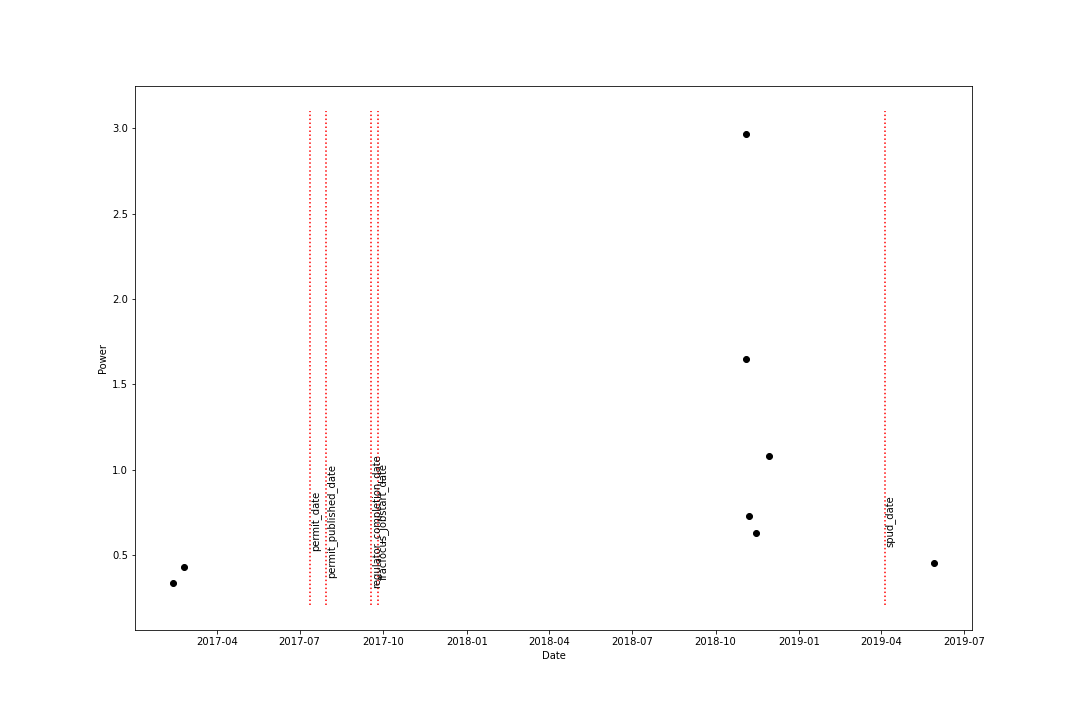 3.0
2.5
2.0
1.5
1.0
0.5
Power
permit_date
permit_published_date
regulator_completion_date
fracfocus_jobstart_date
spud_date
2017-04
2017-07
2017-10
2018-01
2018-04
2018-07
2018-10
2019-01
2019-04
2019-07
Date